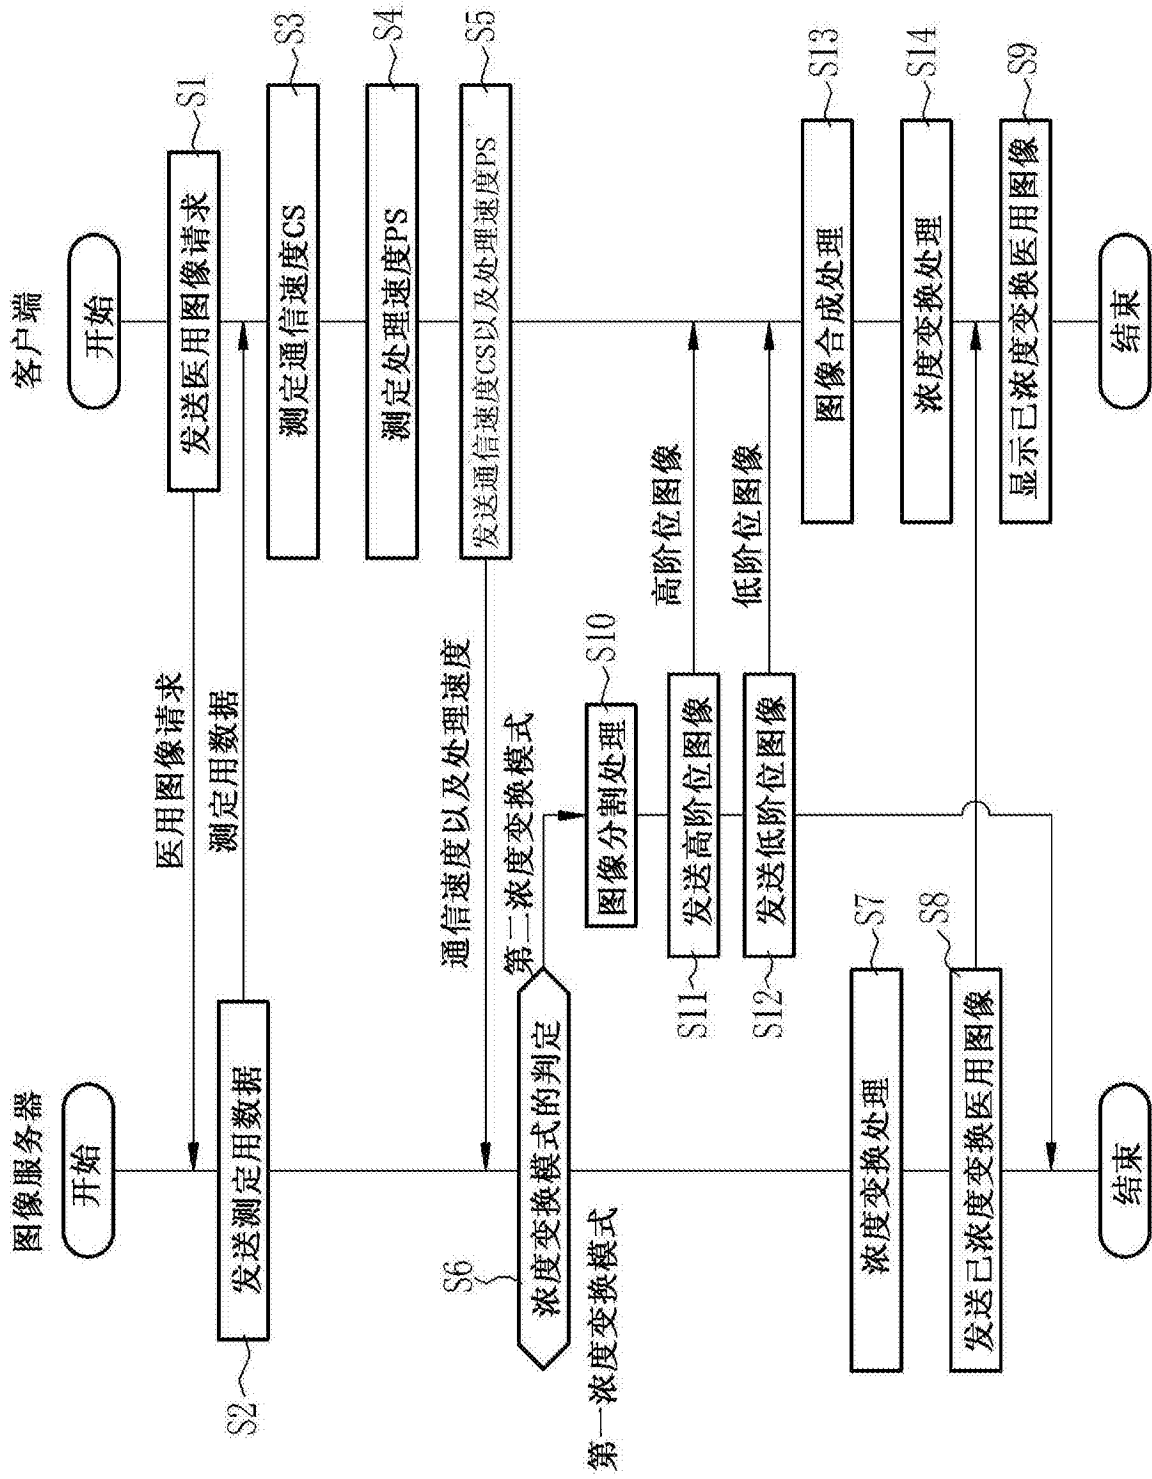 图像服务器
客户端
开始
开始
S1
发送医用图像请求
医用图像请求
S2
发送测定用数据
测定用数据
S3
测定通信速度CS
S4
测定处理速度PS
S5
发送通信速度CS以及处理速度PS
通信速度以及处理速度
S6
浓度变换模式的判定
第二浓度变换模式
第一浓度变换模式
S10
图像分割处理
S11
发送高阶位图像
高阶位图像
S12
发送低阶位图像
低阶位图像
S13
图像合成处理
S7
浓度变换处理
S14
浓度变换处理
S8
发送已浓度变换医用图像
S9
显示已浓度变换医用图像
结束
结束